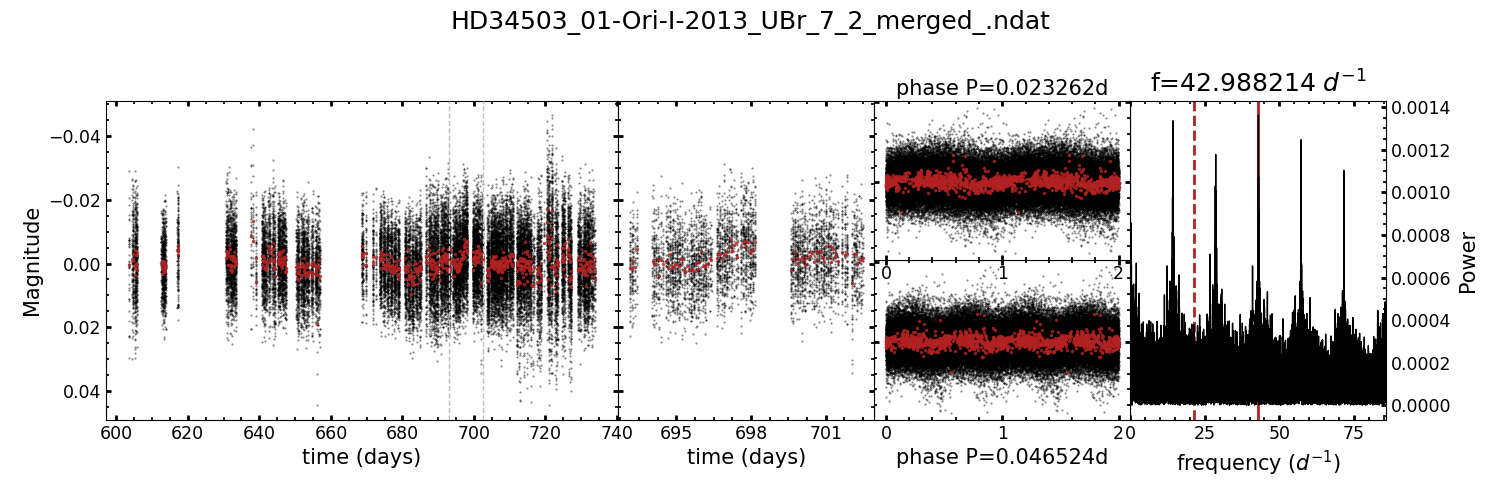 HD34503_01-Ori-I-2013_UBr_7_2_merged_.ndat
phase P=0.023262d
f=42.988214 d⁻¹
Magnitude
−0.04
−0.02
0.00
0.02
0.04
600 620 640 660 680 700 720 740
time (days)
695 698 701
time (days)
0 1 2
0 1 2
phase P=0.046524d
0 25 50 75
frequency (d⁻¹)
0.0014
0.0012
0.0010
0.0008
0.0006
0.0004
0.0002
0.0000
Power